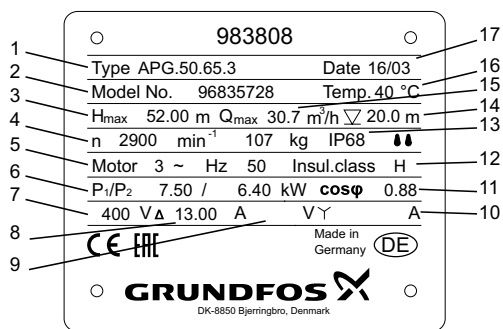 983808
Type APG.50.65.3 Date 16/03
Model No. 96835728 Temp. 40 °C
Hmax 52.00 m Qmax 30.7 m³/h 20.0 m
n 2900 min⁻¹ 107 kg IP68
Motor 3 ~ Hz 50 Insul.class H
P1/P2 7.50 / 6.40 kW cosφ 0.88
400 V Δ 13.00 A V Y A
CE EAC
Made in
Germany
DE
GRUNDFOS
DK-8850 Bjerringbro, Denmark
1
2
3
4
5
6
7
8
9
17
16
15
14
13
12
11
10